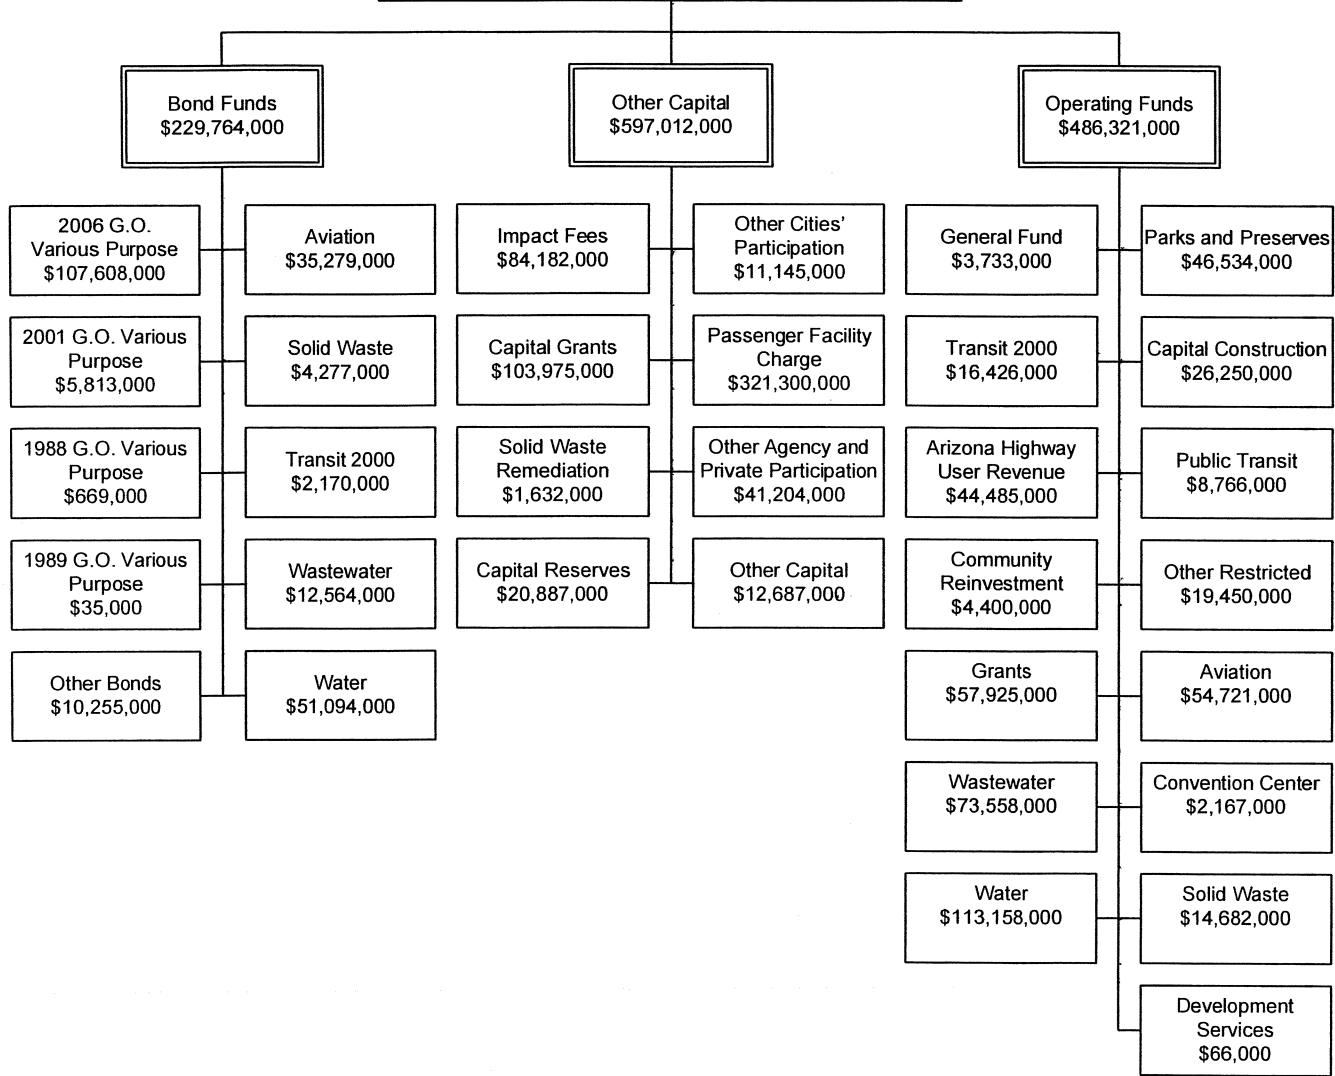 Bond Funds
$229,764,000
Other Capital
$597,012,000
Operating Funds
$486,321,000
2006 G.O.
Various Purpose
$107,608,000
Aviation
$35,279,000
2001 G.O. Various
Purpose
$5,813,000
Solid Waste
$4,277,000
1988 G.O. Various
Purpose
$669,000
Transit 2000
$2,170,000
1989 G.O. Various
Purpose
$35,000
Wastewater
$12,564,000
Other Bonds
$10,255,000
Water
$51,094,000
Impact Fees
$84,182,000
Other Cities'
Participation
$11,145,000
Capital Grants
$103,975,000
Passenger Facility
Charge
$321,300,000
Solid Waste
Remediation
$1,632,000
Other Agency and
Private Participation
$41,204,000
Capital Reserves
$20,887,000
Other Capital
$12,687,000
General Fund
$3,733,000
Parks and Preserves
$46,534,000
Transit 2000
$16,426,000
Capital Construction
$26,250,000
Arizona Highway
User Revenue
$44,485,000
Public Transit
$8,766,000
Community
Reinvestment
$4,400,000
Other Restricted
$19,450,000
Grants
$57,925,000
Aviation
$54,721,000
Wastewater
$73,558,000
Convention Center
$2,167,000
Water
$113,158,000
Solid Waste
$14,682,000
Development
Services
$66,000